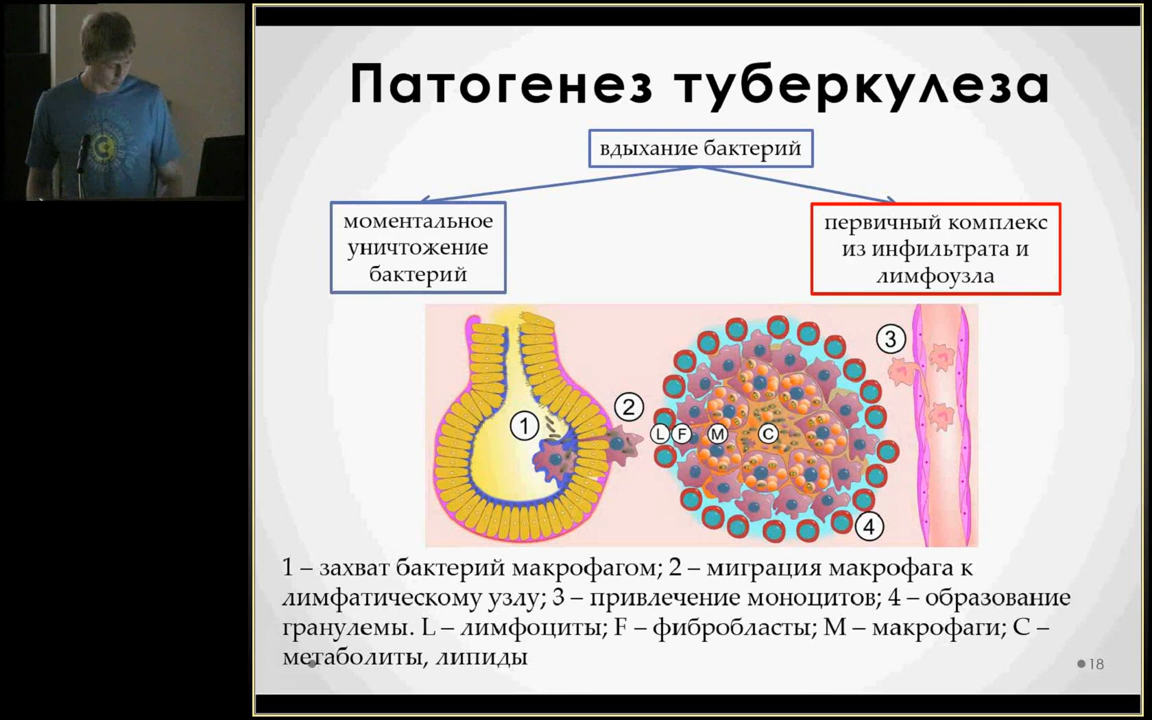 Патогенез туберкулеза
вдыхание бактерий
моментальное
уничтожение
бактерий
первичный комплекс
из инфильтрата и
лимфоузла
1
2
3
L F M C
4
1 – захват бактерий макрофагом; 2 – миграция макрофага к
лимфатическому узлу; 3 – привлечение моноцитов; 4 – образование
гранулемы. L – лимфоциты; F – фибробласты; M – макрофаги; C –
метаболиты, липиды
18